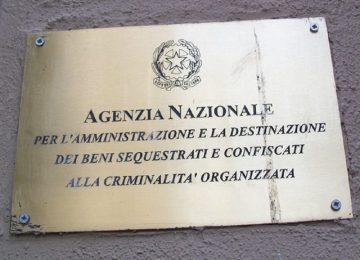 AGENZIA NAZIONALE
PER L'AMMINISTRAZIONE E LA DESTINAZIONE
DEI BENI SEQUESTRATI E CONFISCATI
ALLA CRIMINALITA' ORGANIZZATA